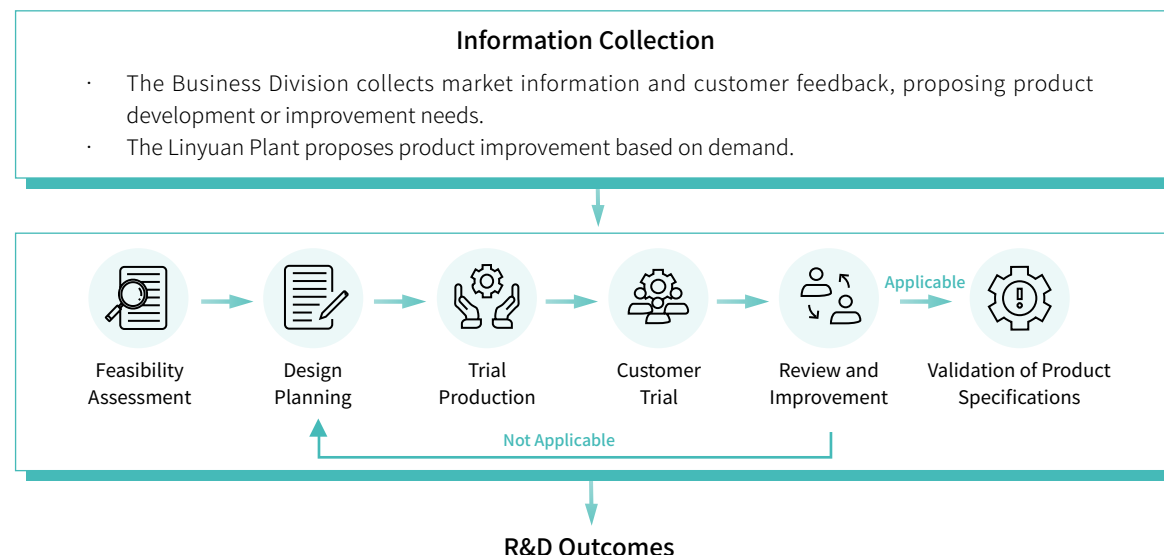 Information Collection
· The Business Division collects market information and customer feedback, proposing product
development or improvement needs.
· The Linyuan Plant proposes product improvement based on demand.
Applicable
Feasibility
Assessment
Design
Planning
Trial
Production
Customer
Trial
Review and
Improvement
Validation of Product
Specifications
Not Applicable
R&D Outcomes